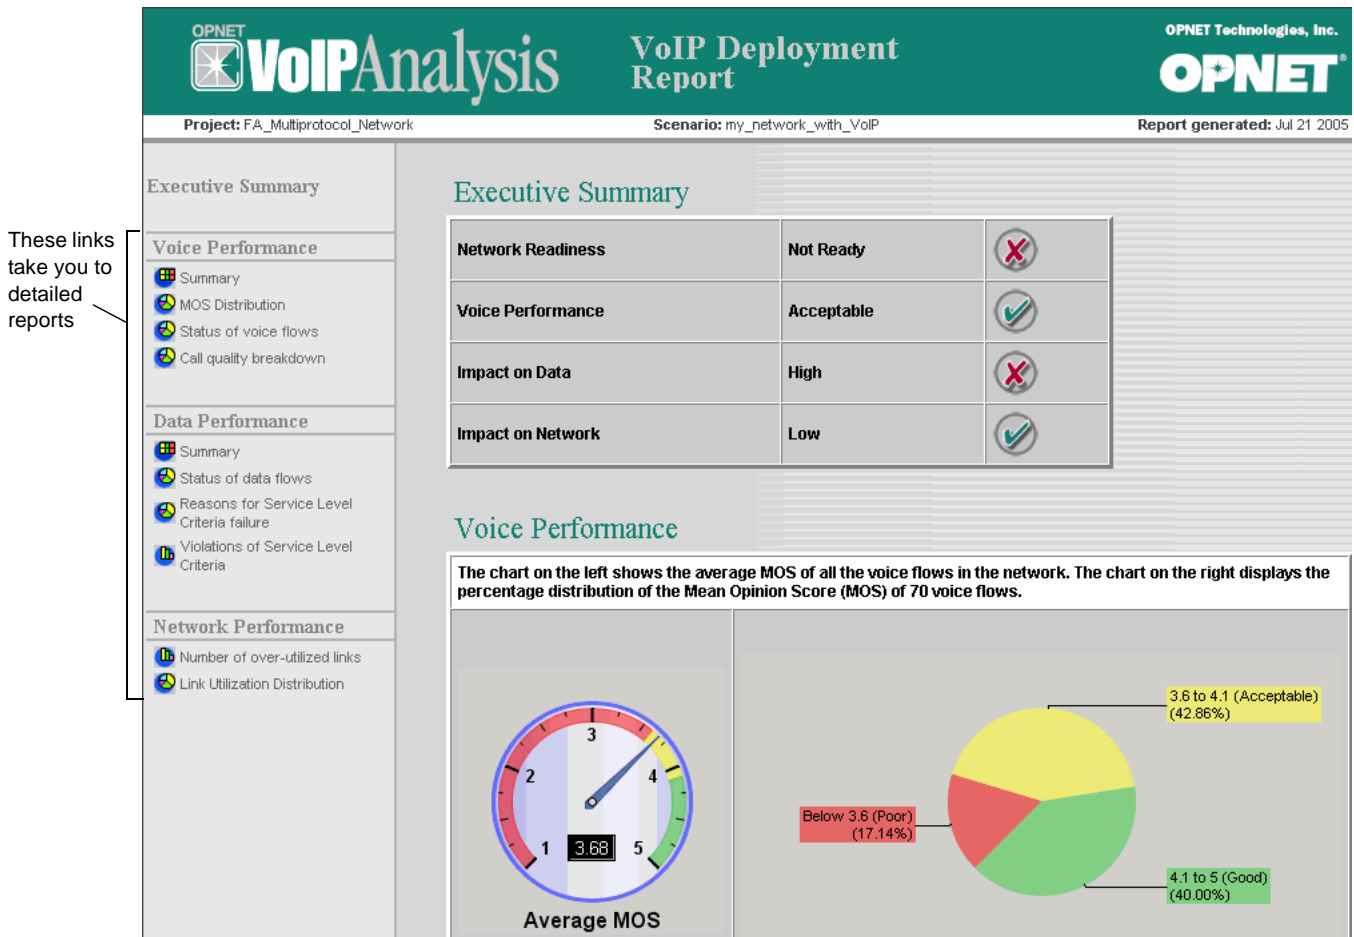 OPNET
VoIPAnalysis
VoIP Deployment
Report
OPNET Technologies, Inc.
OPNET®
Project: FA_Multiprotocol_Network
Scenario: my_network_with_VoIP
Report generated: Jul 21 2005
These links
take you to
detailed
reports
Executive Summary
Voice Performance
Summary
MOS Distribution
Status of voice flows
Call quality breakdown
Data Performance
Summary
Status of data flows
Reasons for Service Level
Criteria failure
Violations of Service Level
Criteria
Network Performance
Number of over-utilized links
Link Utilization Distribution
Executive Summary
Network Readiness Not Ready
Voice Performance Acceptable
Impact on Data High
Impact on Network Low
Voice Performance
The chart on the left shows the average MOS of all the voice flows in the network. The chart on the right displays the
percentage distribution of the Mean Opinion Score (MOS) of 70 voice flows.
1
2
3
4
5
3.68
Average MOS
3.6 to 4.1 (Acceptable)
(42.86%)
Below 3.6 (Poor)
(17.14%)
4.1 to 5 (Good)
(40.00%)